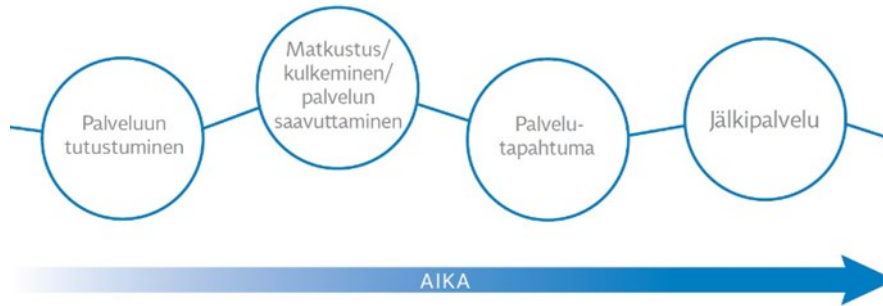 Palveluun
tutustuminen
Matkustus/
kulkeminen/
palvelun
saavuttaminen
Palvelu-
tapahtuma
Jälkipalvelu
AIKA